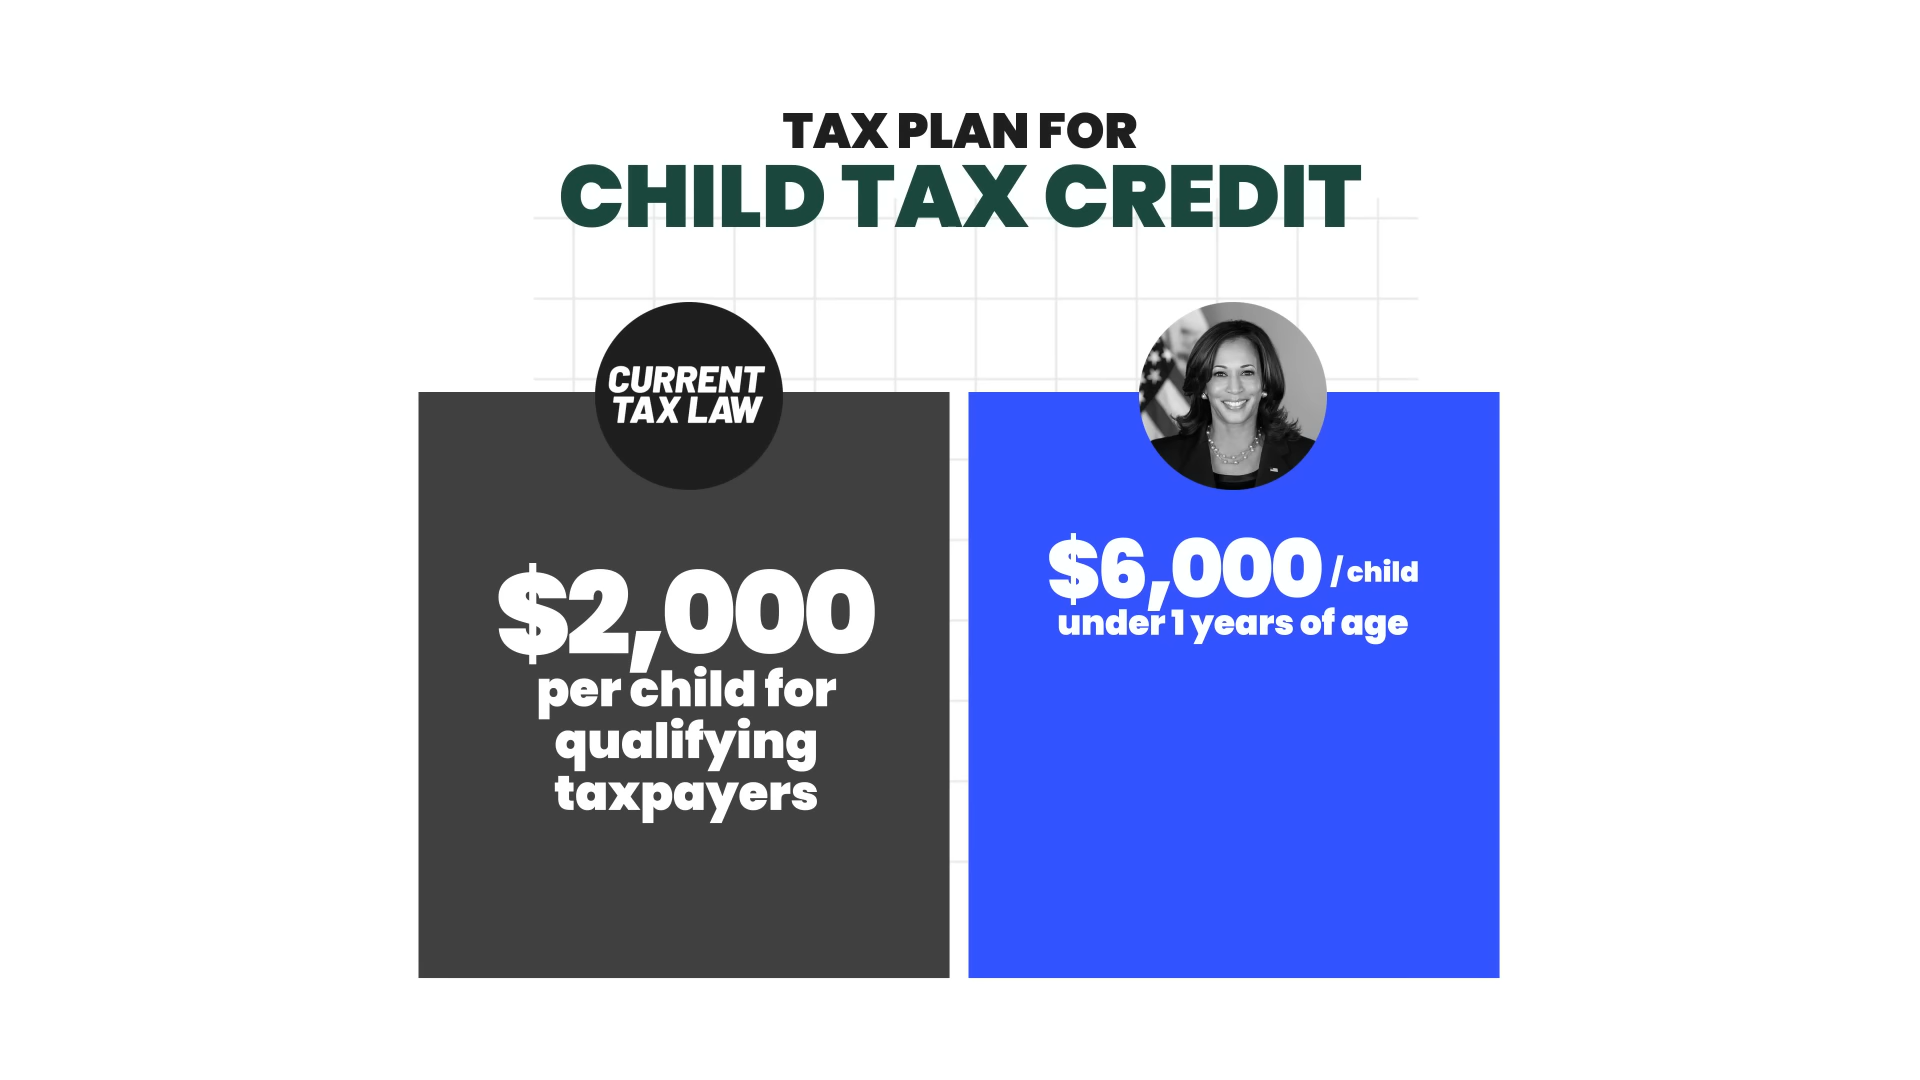 TAX PLAN FOR
CHILD TAX CREDIT
CURRENT
TAX LAW
$2,000
per child for
qualifying
taxpayers
$6,000 / child
under 1 years of age